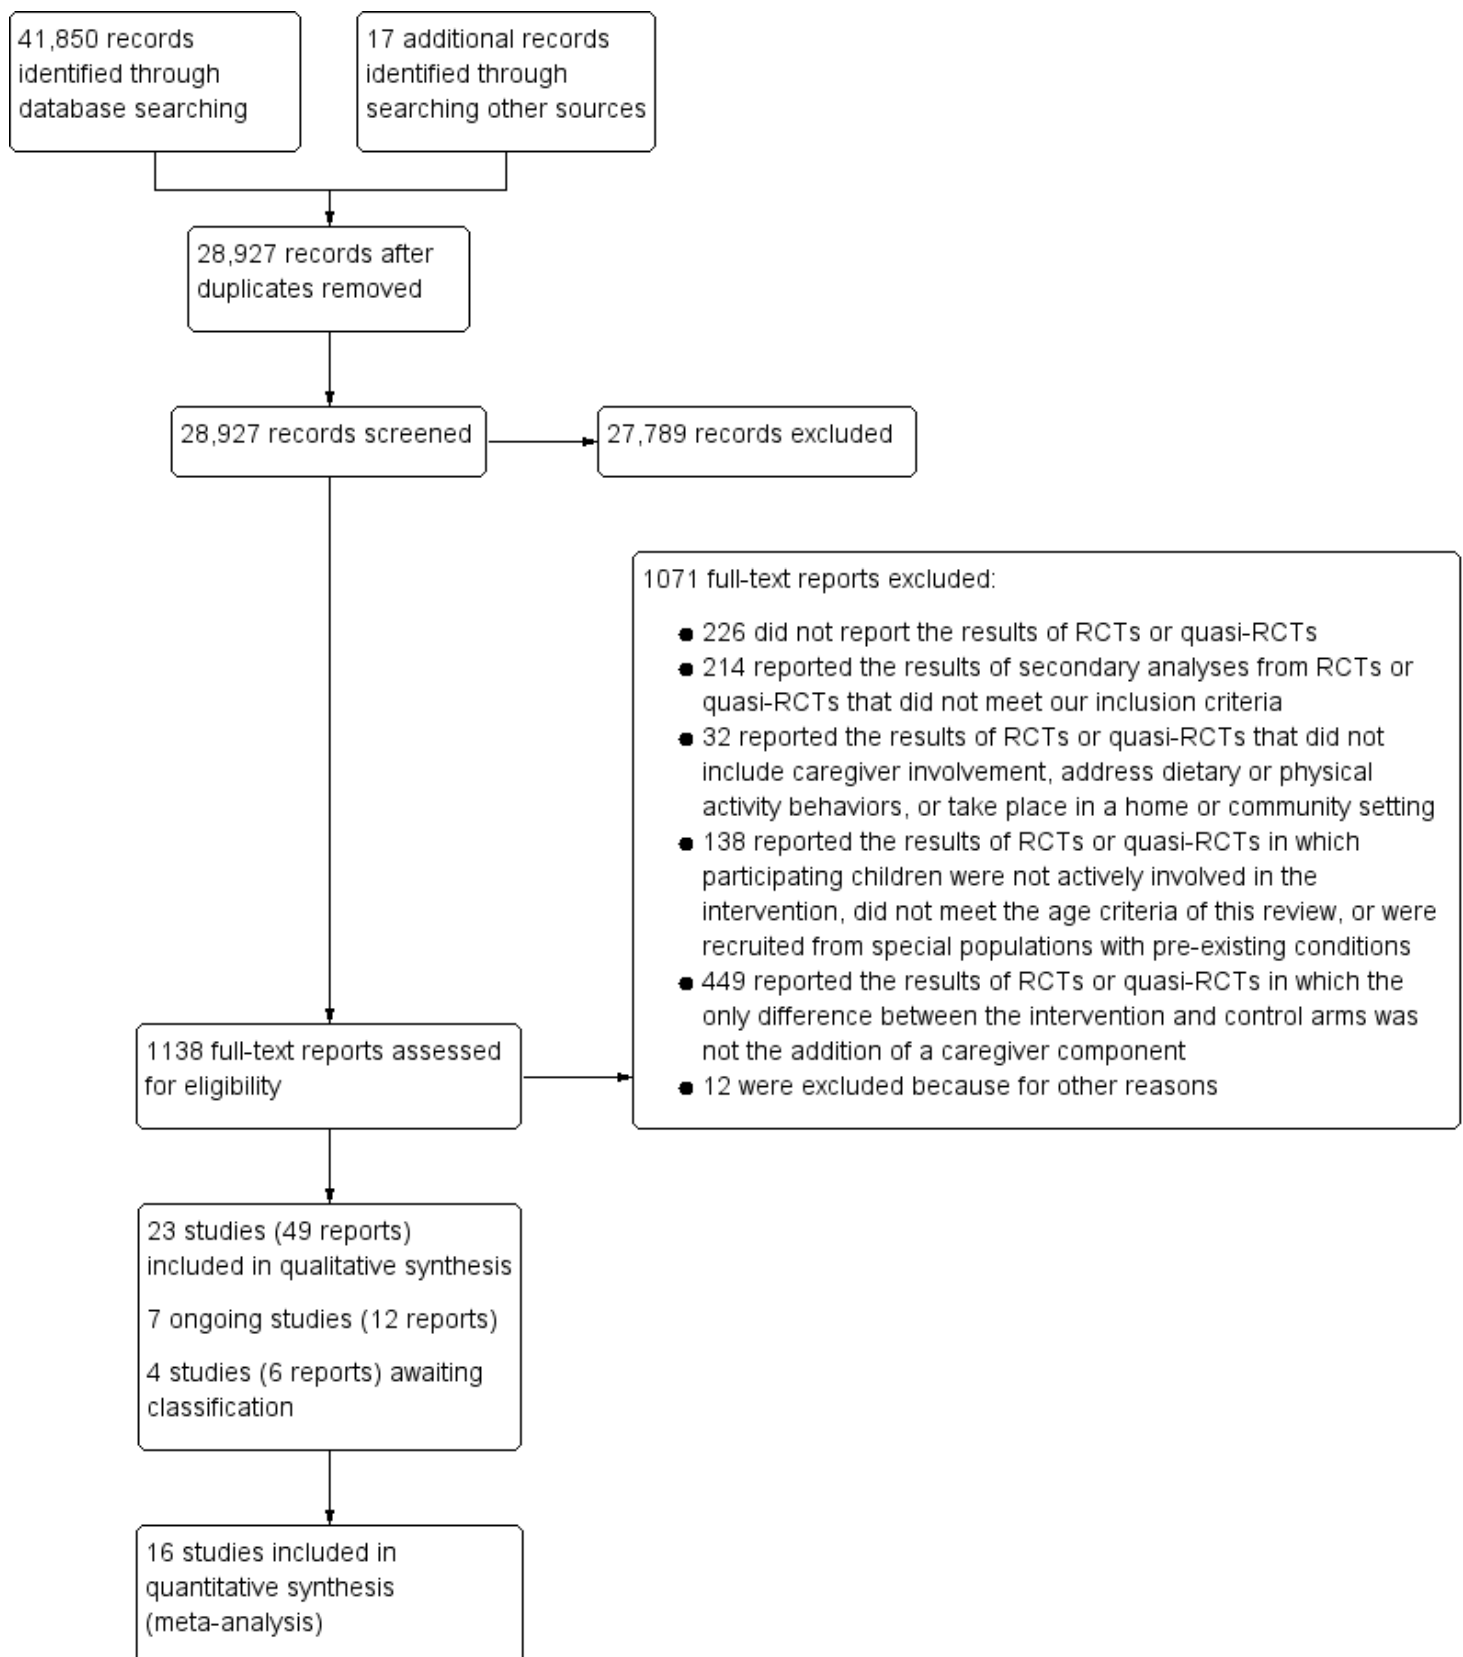 41,850 records
identified through
database searching
17 additional records
identified through
searching other sources
28,927 records after
duplicates removed
28,927 records screened
27,789 records excluded
1071 full-text reports excluded:
● 226 did not report the results of RCTs or quasi-RCTs
● 214 reported the results of secondary analyses from RCTs or
quasi-RCTs that did not meet our inclusion criteria
● 32 reported the results of RCTs or quasi-RCTs that did not
include caregiver involvement, address dietary or physical
activity behaviors, or take place in a home or community setting
● 138 reported the results of RCTs or quasi-RCTs in which
participating children were not actively involved in the
intervention, did not meet the age criteria of this review, or were
recruited from special populations with pre-existing conditions
● 449 reported the results of RCTs or quasi-RCTs in which the
only difference between the intervention and control arms was
not the addition of a caregiver component
● 12 were excluded because for other reasons
1138 full-text reports assessed
for eligibility
23 studies (49 reports)
included in qualitative synthesis
7 ongoing studies (12 reports)
4 studies (6 reports) awaiting
classification
16 studies included in
quantitative synthesis
(meta-analysis)